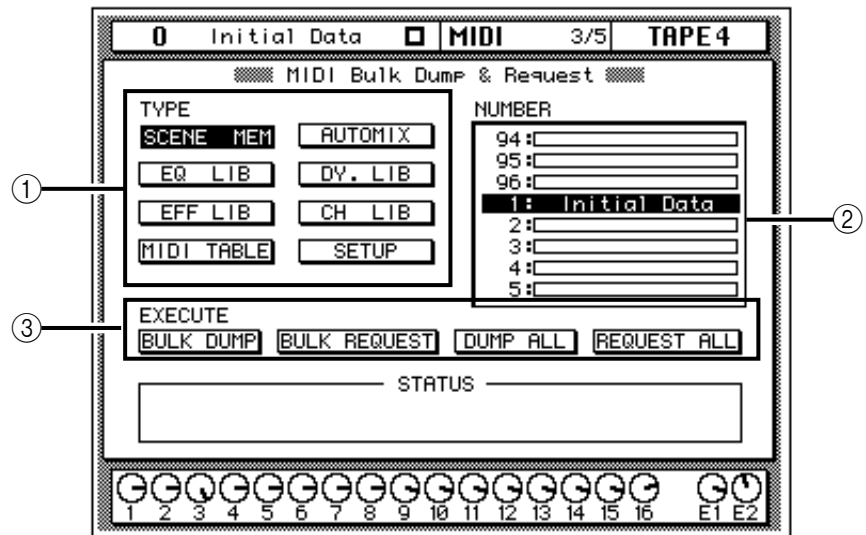 0 Initial Data MIDI 3/5 TAPE4
MIDI Bulk Dump & Request
TYPE
SCENE MEM AUTOMIX
EQ LIB DY. LIB
EFF LIB CH LIB
MIDI TABLE SETUP
NUMBER
94:
95:
96:
1: Initial Data
2:
3:
4:
5:
①
②
③
EXECUTE
BULK DUMP BULK REQUEST DUMP ALL REQUEST ALL
STATUS
1 2 3 4 5 6 7 8 9 10 11 12 13 14 15 16 E1 E2